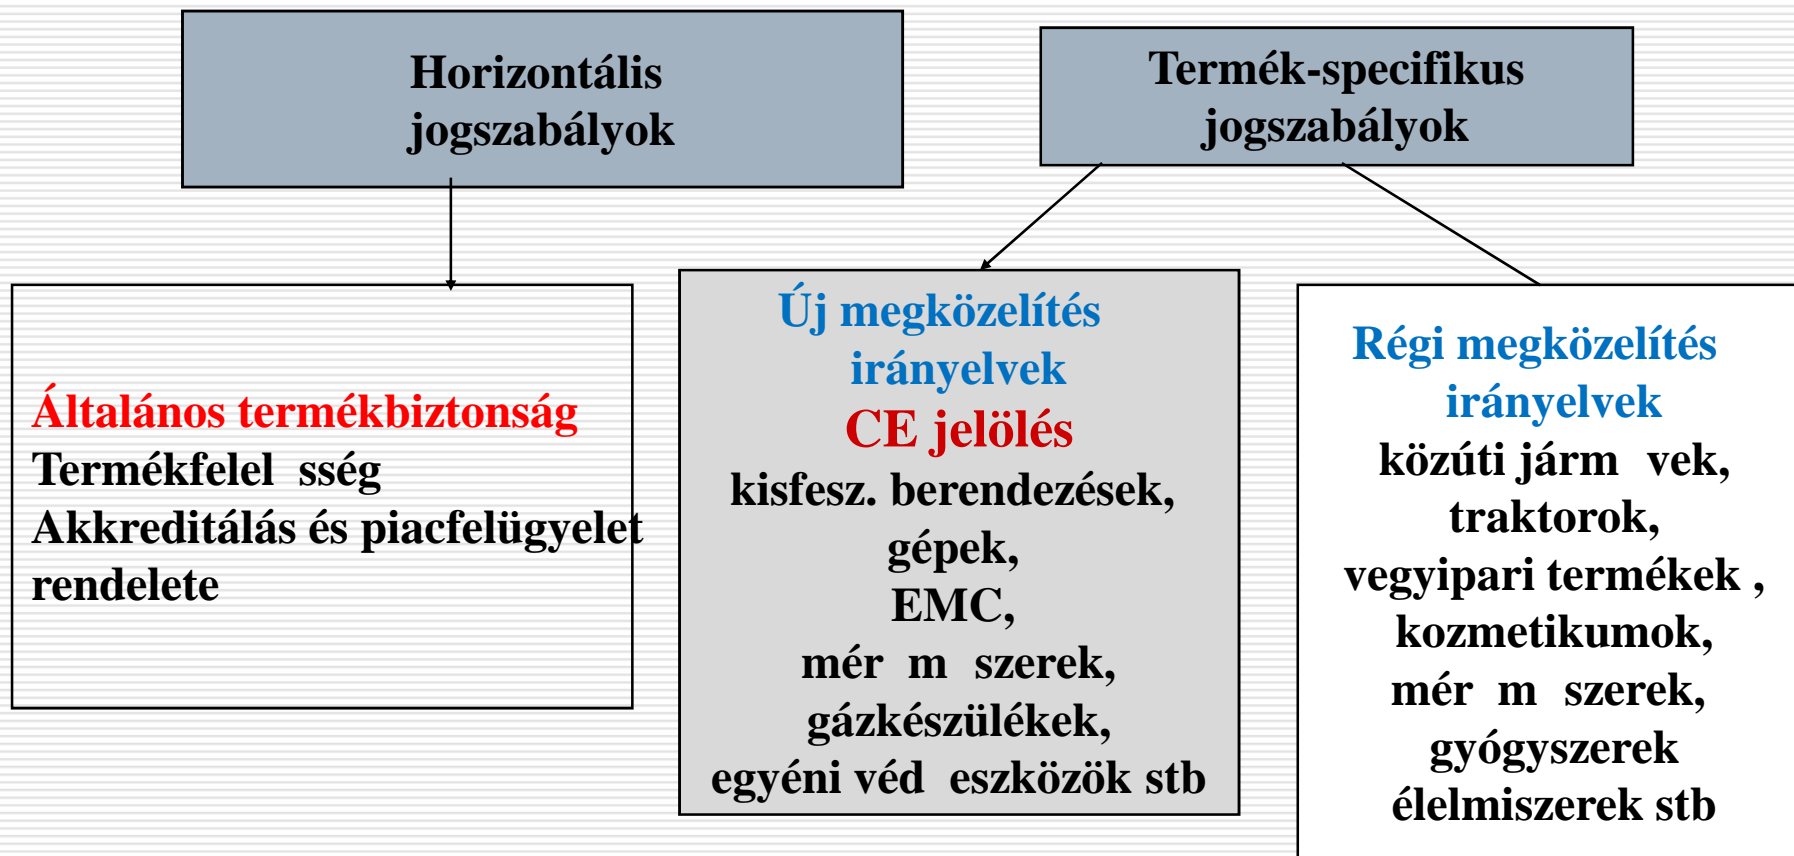 Horizontális
jogszabályok
Termék-specifikus
jogszabályok
Általános termékbiztonság
Termékfelel sség
Akkreditálás és piacfelügyelet
rendelete
Új megközelítés
irányelvek
CE jelölés
kisfesz. berendezések,
gépek,
EMC,
mér m szerek,
gázkészülékek,
egyéni véd eszközök stb
Régi megközelítés
irányelvek
közúti járm vek,
traktorok,
vegyipari termékek ,
kozmetikumok,
mér m szerek,
gyógyszerek
élelmiszerek stb